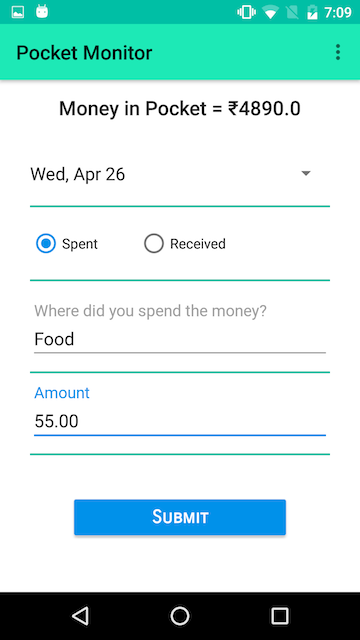 7:09
Pocket Monitor
Money in Pocket = ₹4890.0
Wed, Apr 26
Spent Received
Where did you spend the money?
Food
Amount
55.00
Submit